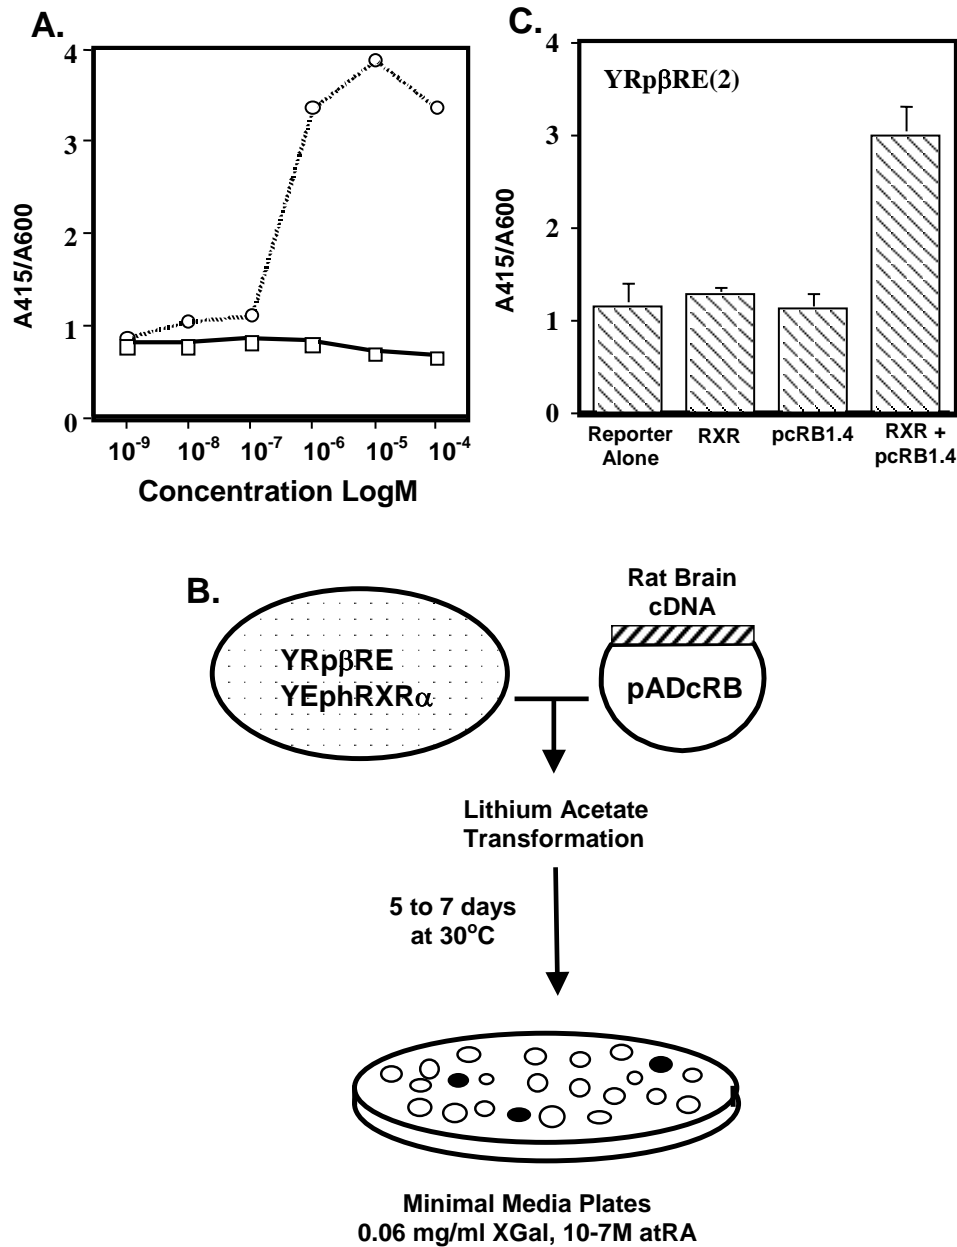 A.
4
3
2
1
0
A415/A600
10-9 10-8 10-7 10-6 10-5 10-4
Concentration LogM
C.
4
3
2
1
0
A415/A600
YRpβRE(2)
Reporter
Alone
RXR
pcRB1.4
RXR +
pcRB1.4
B.
YRpβRE
YEphRXRα
Rat Brain
cDNA
pADcRB
Lithium Acetate
Transformation
5 to 7 days
at 30oC
Minimal Media Plates
0.06 mg/ml XGal, 10-7M atRA